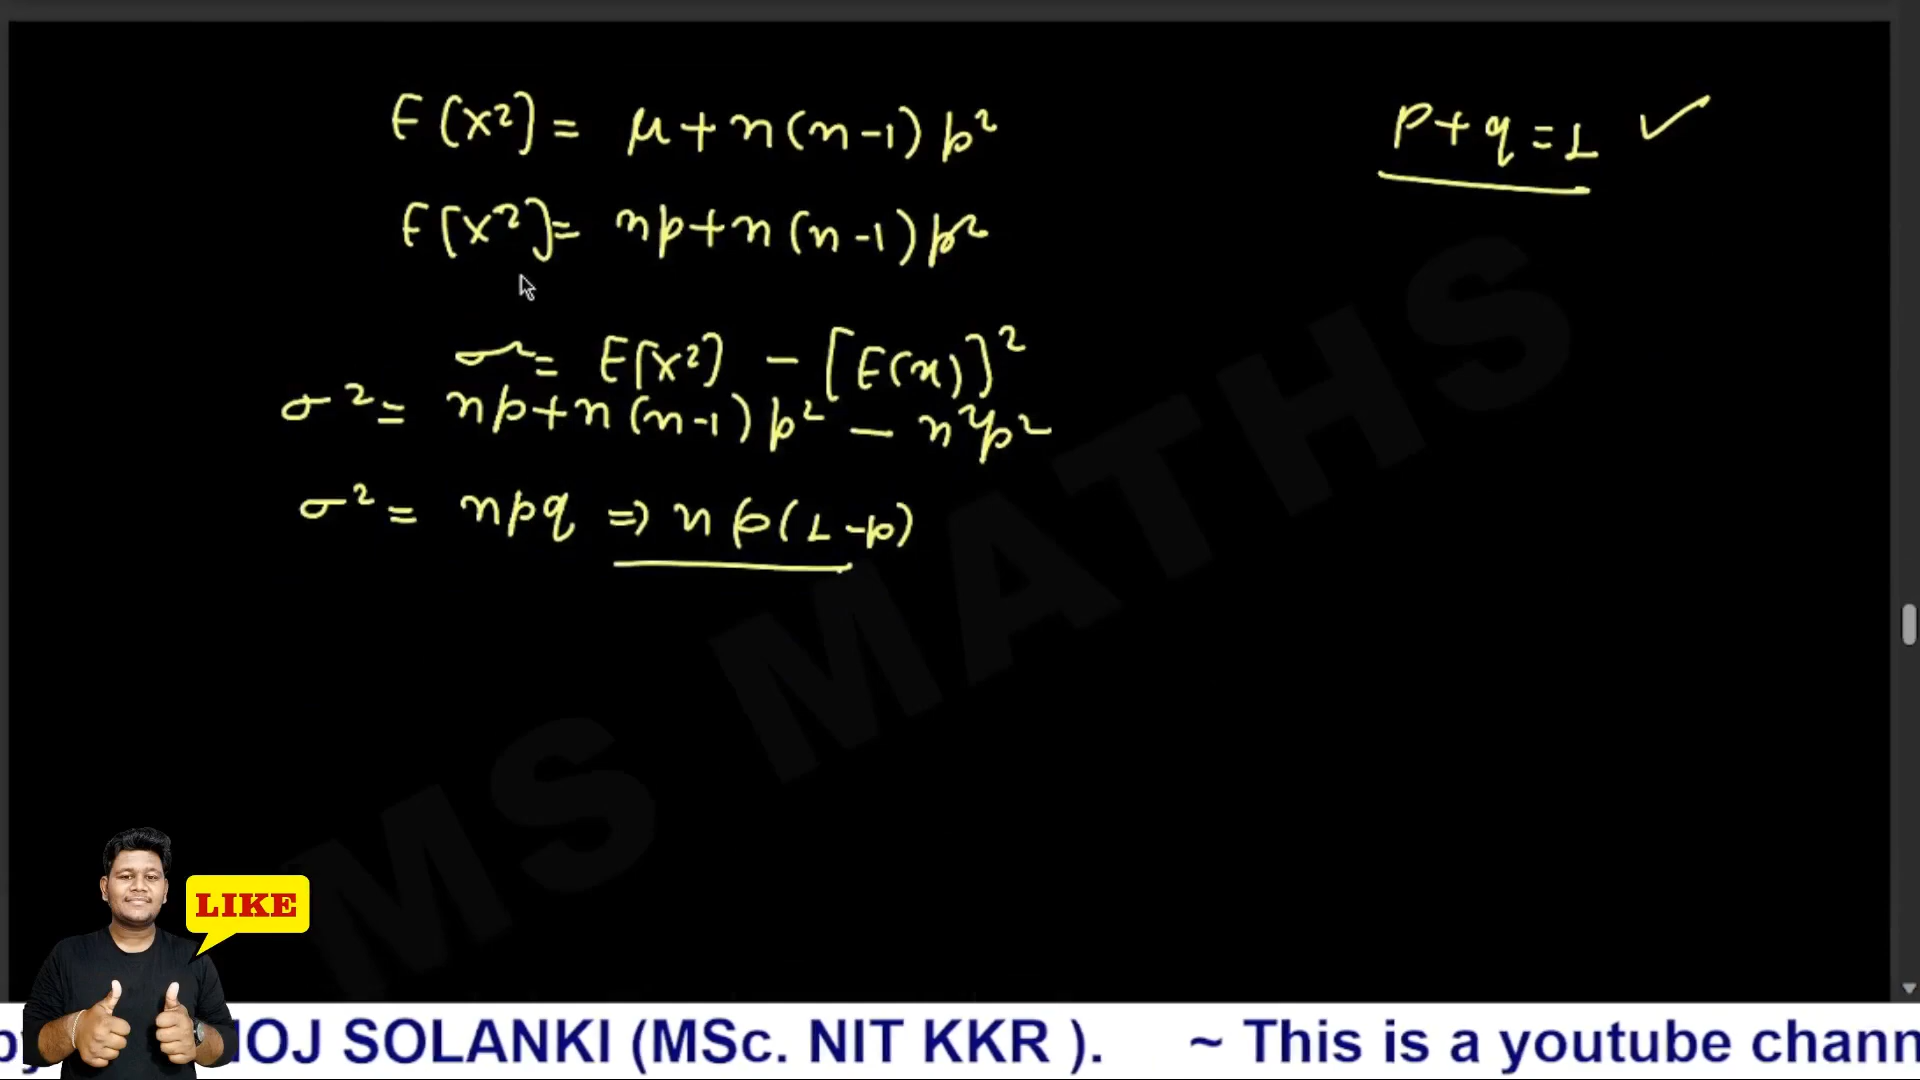 E[X²] = μ + n(n-1)p²
p + q = 1 ✓
E[X²] = np + n(n-1)p²
σ² = E[X²] - [E(x)]²
σ² = np + n(n-1)p² - n²p²
σ² = npq ⇒ np(1-p)
MS MATHS
LIKE
OJ SOLANKI (MSc. NIT KKR ). ~ This is a youtube chann